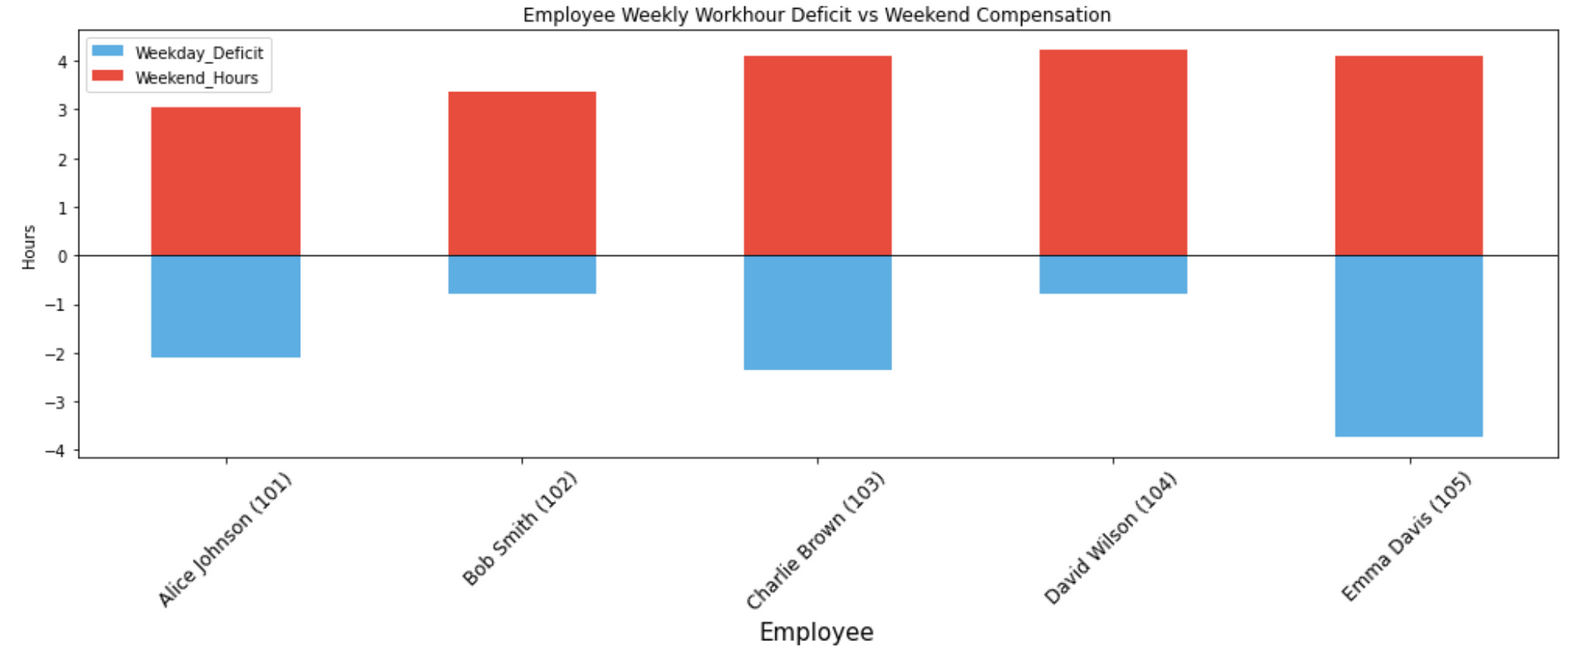 Employee Weekly Workhour Deficit vs Weekend Compensation
Weekday_Deficit
Weekend_Hours
Hours
4
3
2
1
0
−1
−2
−3
−4
Alice Johnson (101)
Bob Smith (102)
Charlie Brown (103)
David Wilson (104)
Emma Davis (105)
Employee